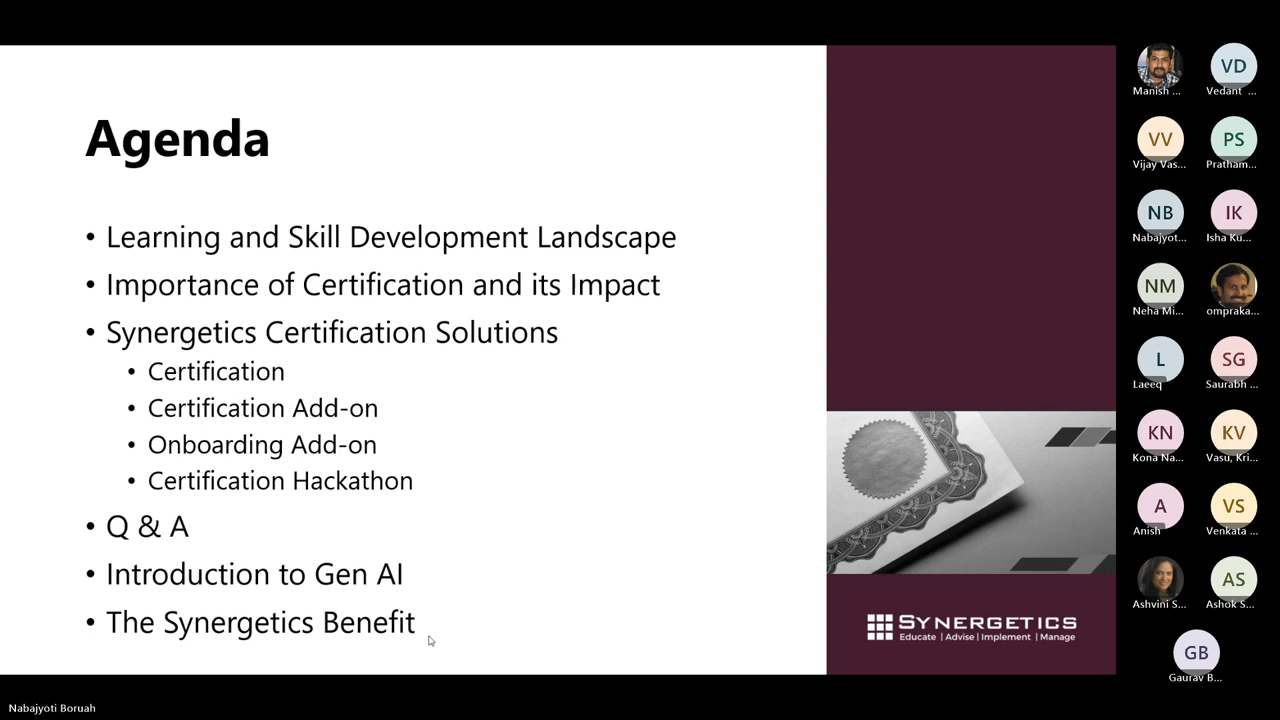 Agenda
• Learning and Skill Development Landscape
• Importance of Certification and its Impact
• Synergetics Certification Solutions
• Certification
• Certification Add-on
• Onboarding Add-on
• Certification Hackathon
• Q & A
• Introduction to Gen AI
• The Synergetics Benefit
SYNERGETICS
Educate | Advise | Implement | Manage
Manish ...
VD
Vedant ...
VV
Vijay Vas...
PS
Pratham...
NB
Nabajyot...
IK
Isha Ku...
NM
Neha Mi...
ompraka...
L
Laeeq
SG
Saurabh ...
KN
Kona Na...
KV
Vasu, Kri...
A
Anish
VS
Venkata ...
Ashvini S...
AS
Ashok S...
GB
Gaurav B...
Nabajyoti Boruah